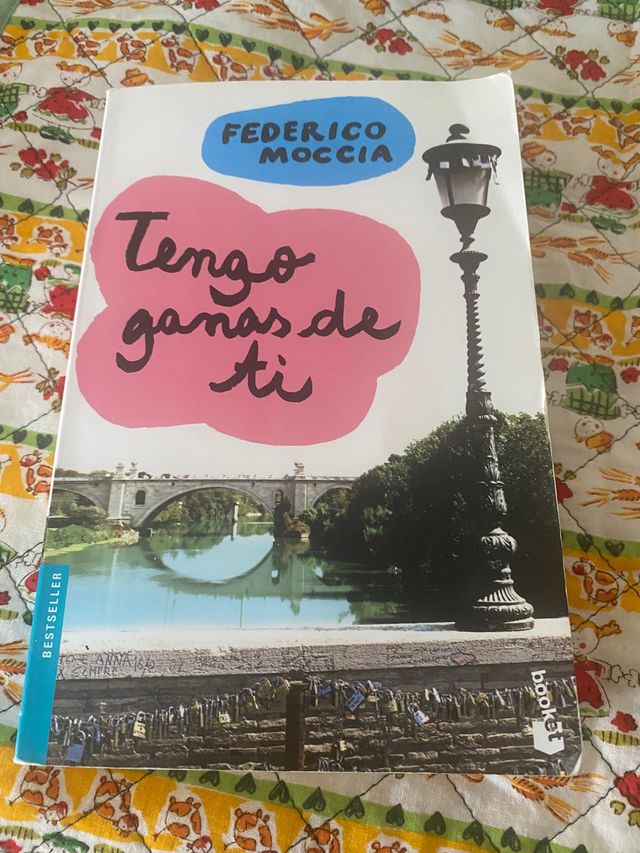 FEDERICO
MOCCIA
Tengo
ganas de
ti
BESTSELLER
booket